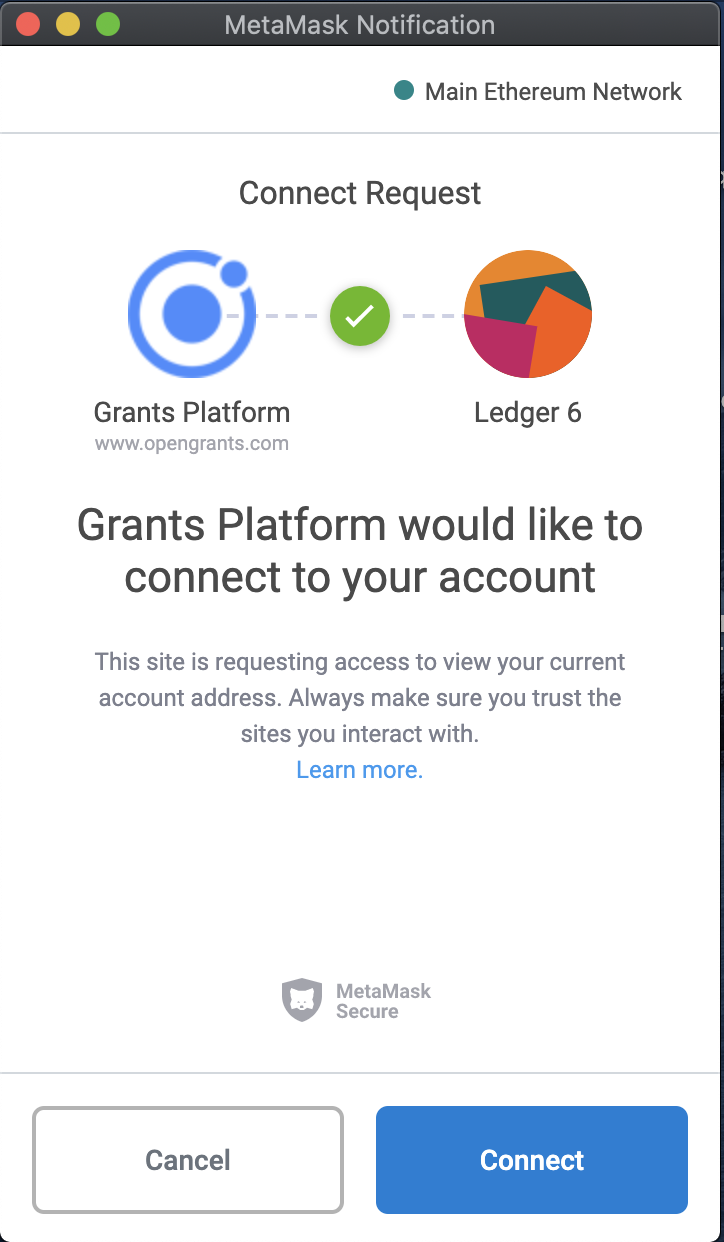 MetaMask Notification
Main Ethereum Network
Connect Request
Grants Platform
www.opengrants.com
Ledger 6
Grants Platform would like to
connect to your account
This site is requesting access to view your current
account address. Always make sure you trust the
sites you interact with.
Learn more.
MetaMask
Secure
Cancel
Connect